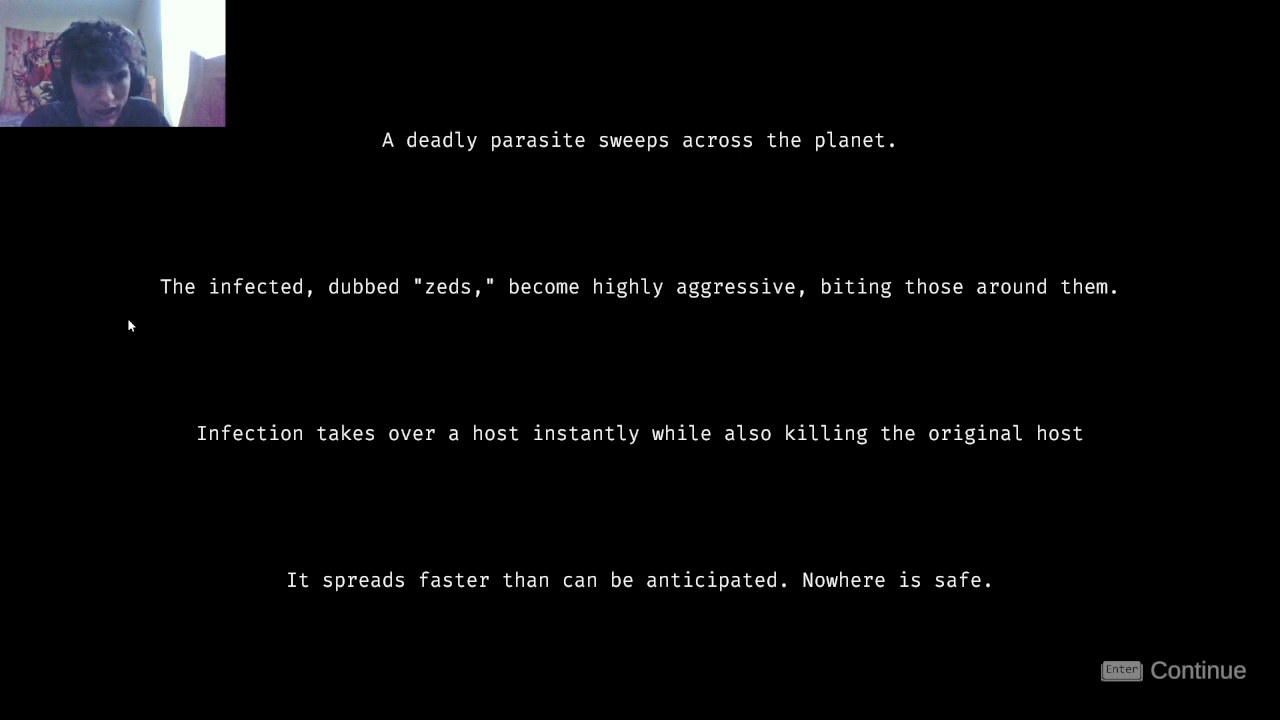 A deadly parasite sweeps across the planet.
The infected, dubbed "zeds," become highly aggressive, biting those around them.
Infection takes over a host instantly while also killing the original host
It spreads faster than can be anticipated. Nowhere is safe.
Enter Continue